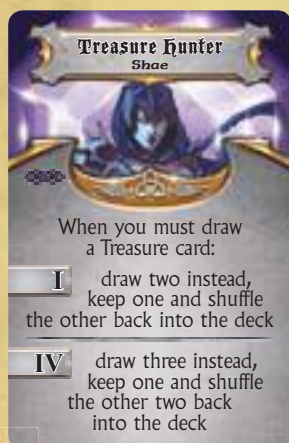 Treasure Hunter
Shae
When you must draw
a Treasure card:
I draw two instead,
keep one and shuffle
the other back into the deck
IV draw three instead,
keep one and shuffle
the other two back
into the deck